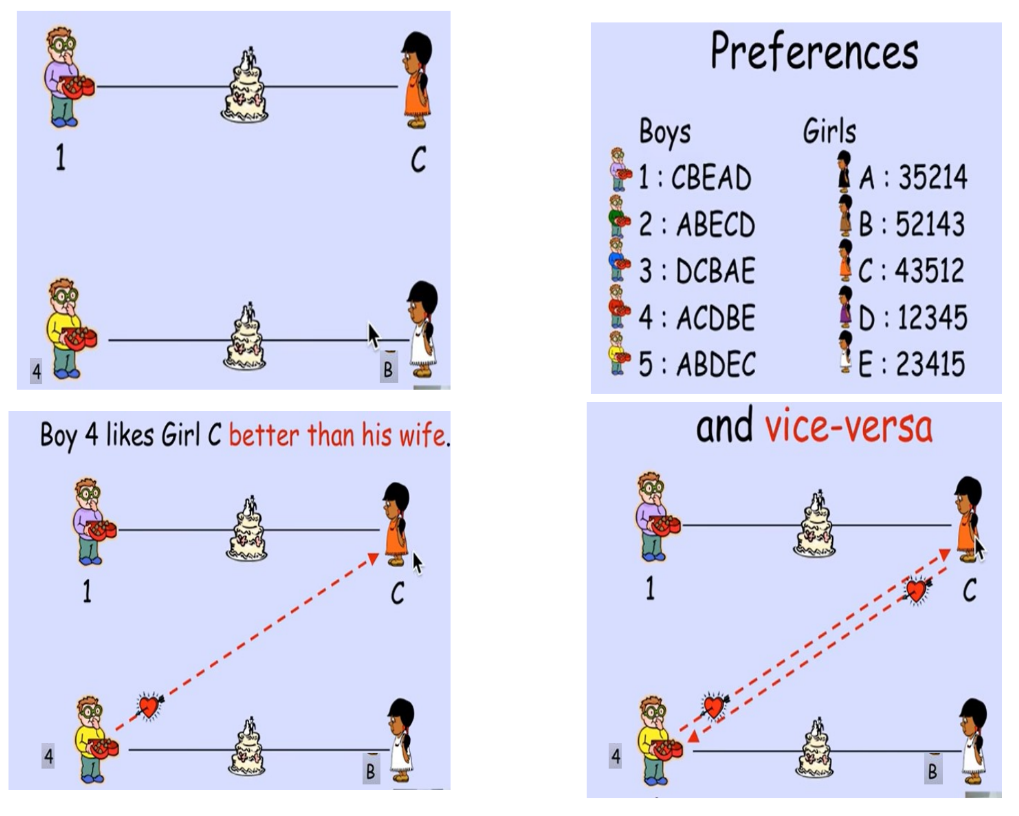 1
C
4
B
Preferences
Boys Girls
1 : CBEAD A : 35214
2 : ABECD B : 52143
3 : DCBAE C : 43512
4 : ACDBE D : 12345
5 : ABDEC E : 23415
Boy 4 likes Girl C better than his wife.
1
C
4
B
and vice-versa
1
C
4
B